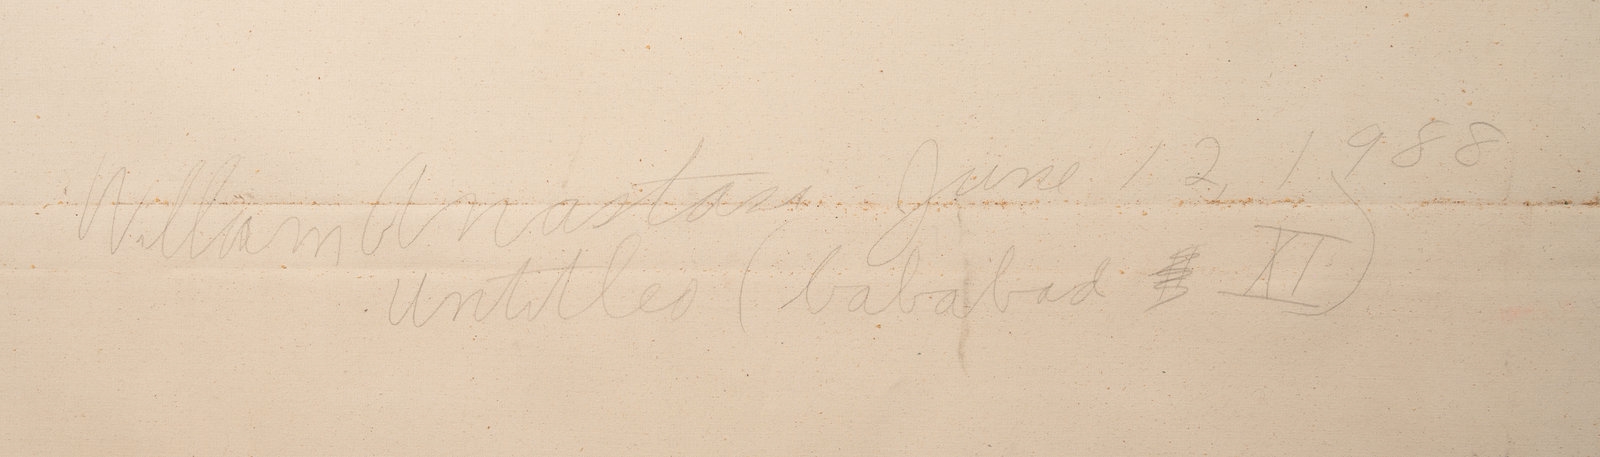 William Anastasi June 12, 1988
untitled (bababad XI)